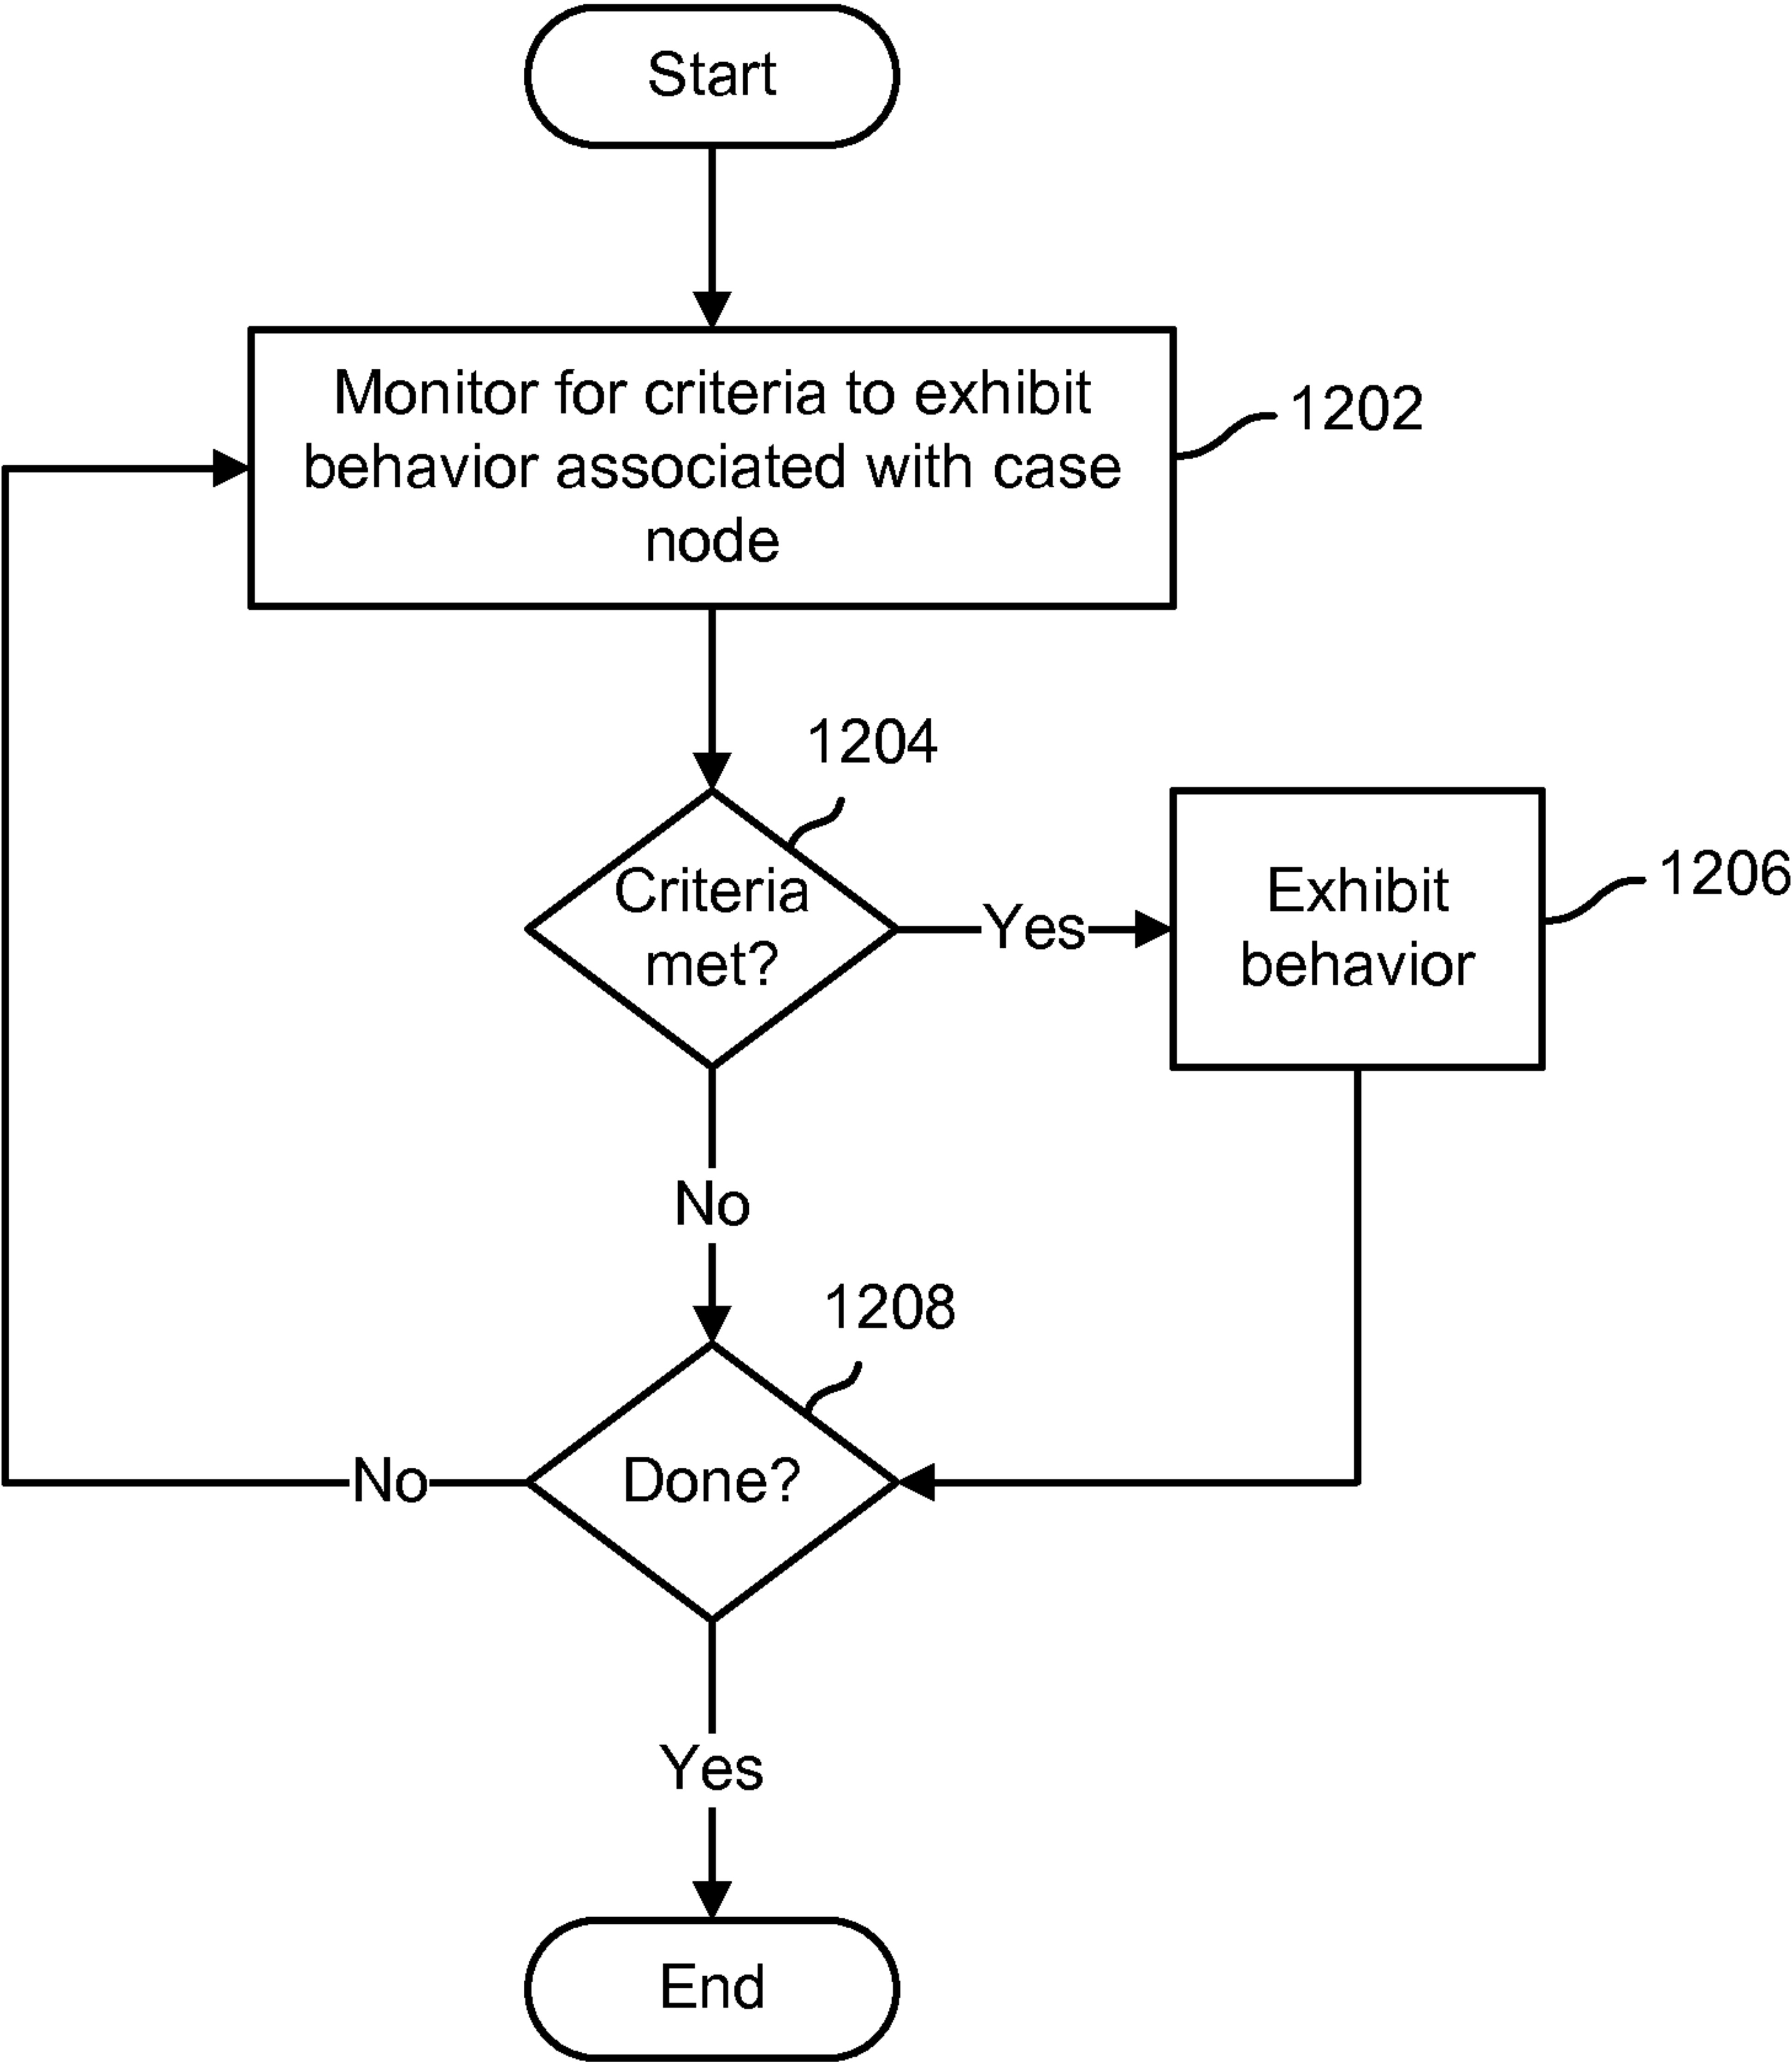 Start
Monitor for criteria to exhibit
behavior associated with case
node
1202
1204
Criteria
met?
Yes
Exhibit
behavior
1206
No
1208
Done?
No
Yes
End